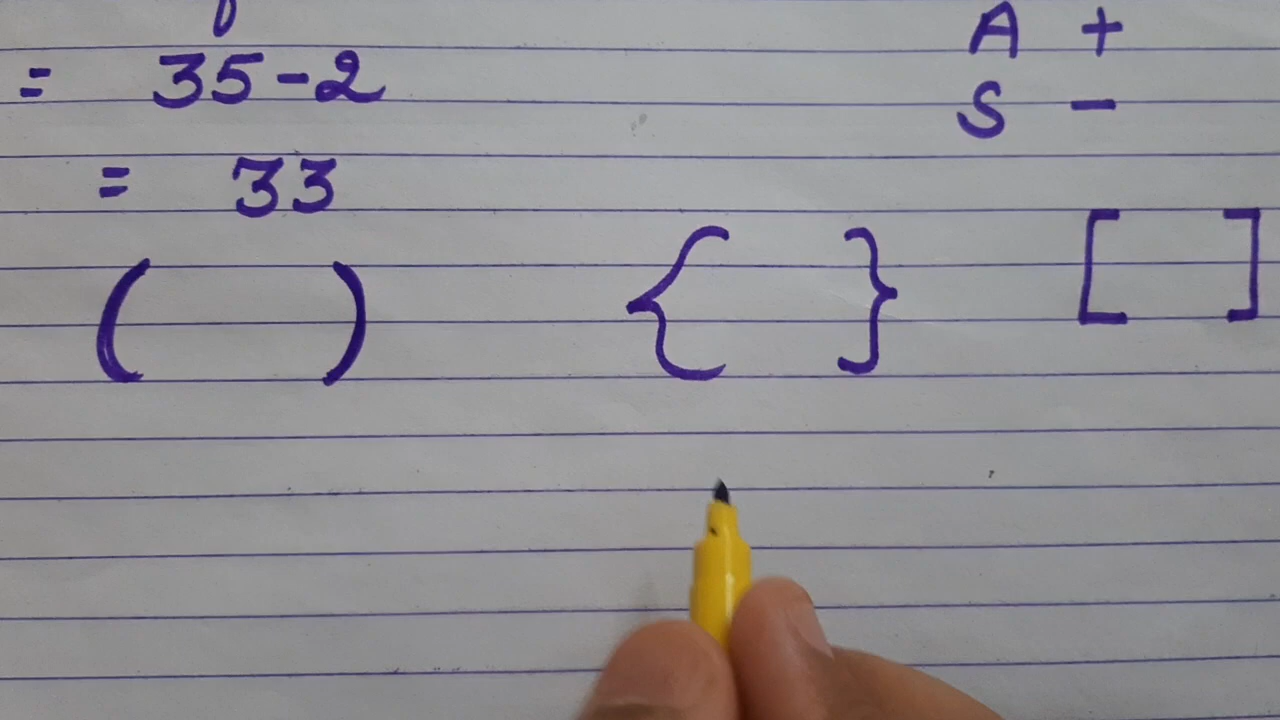 = 35-2
= 33
A +
S -
( ) { } [ ]